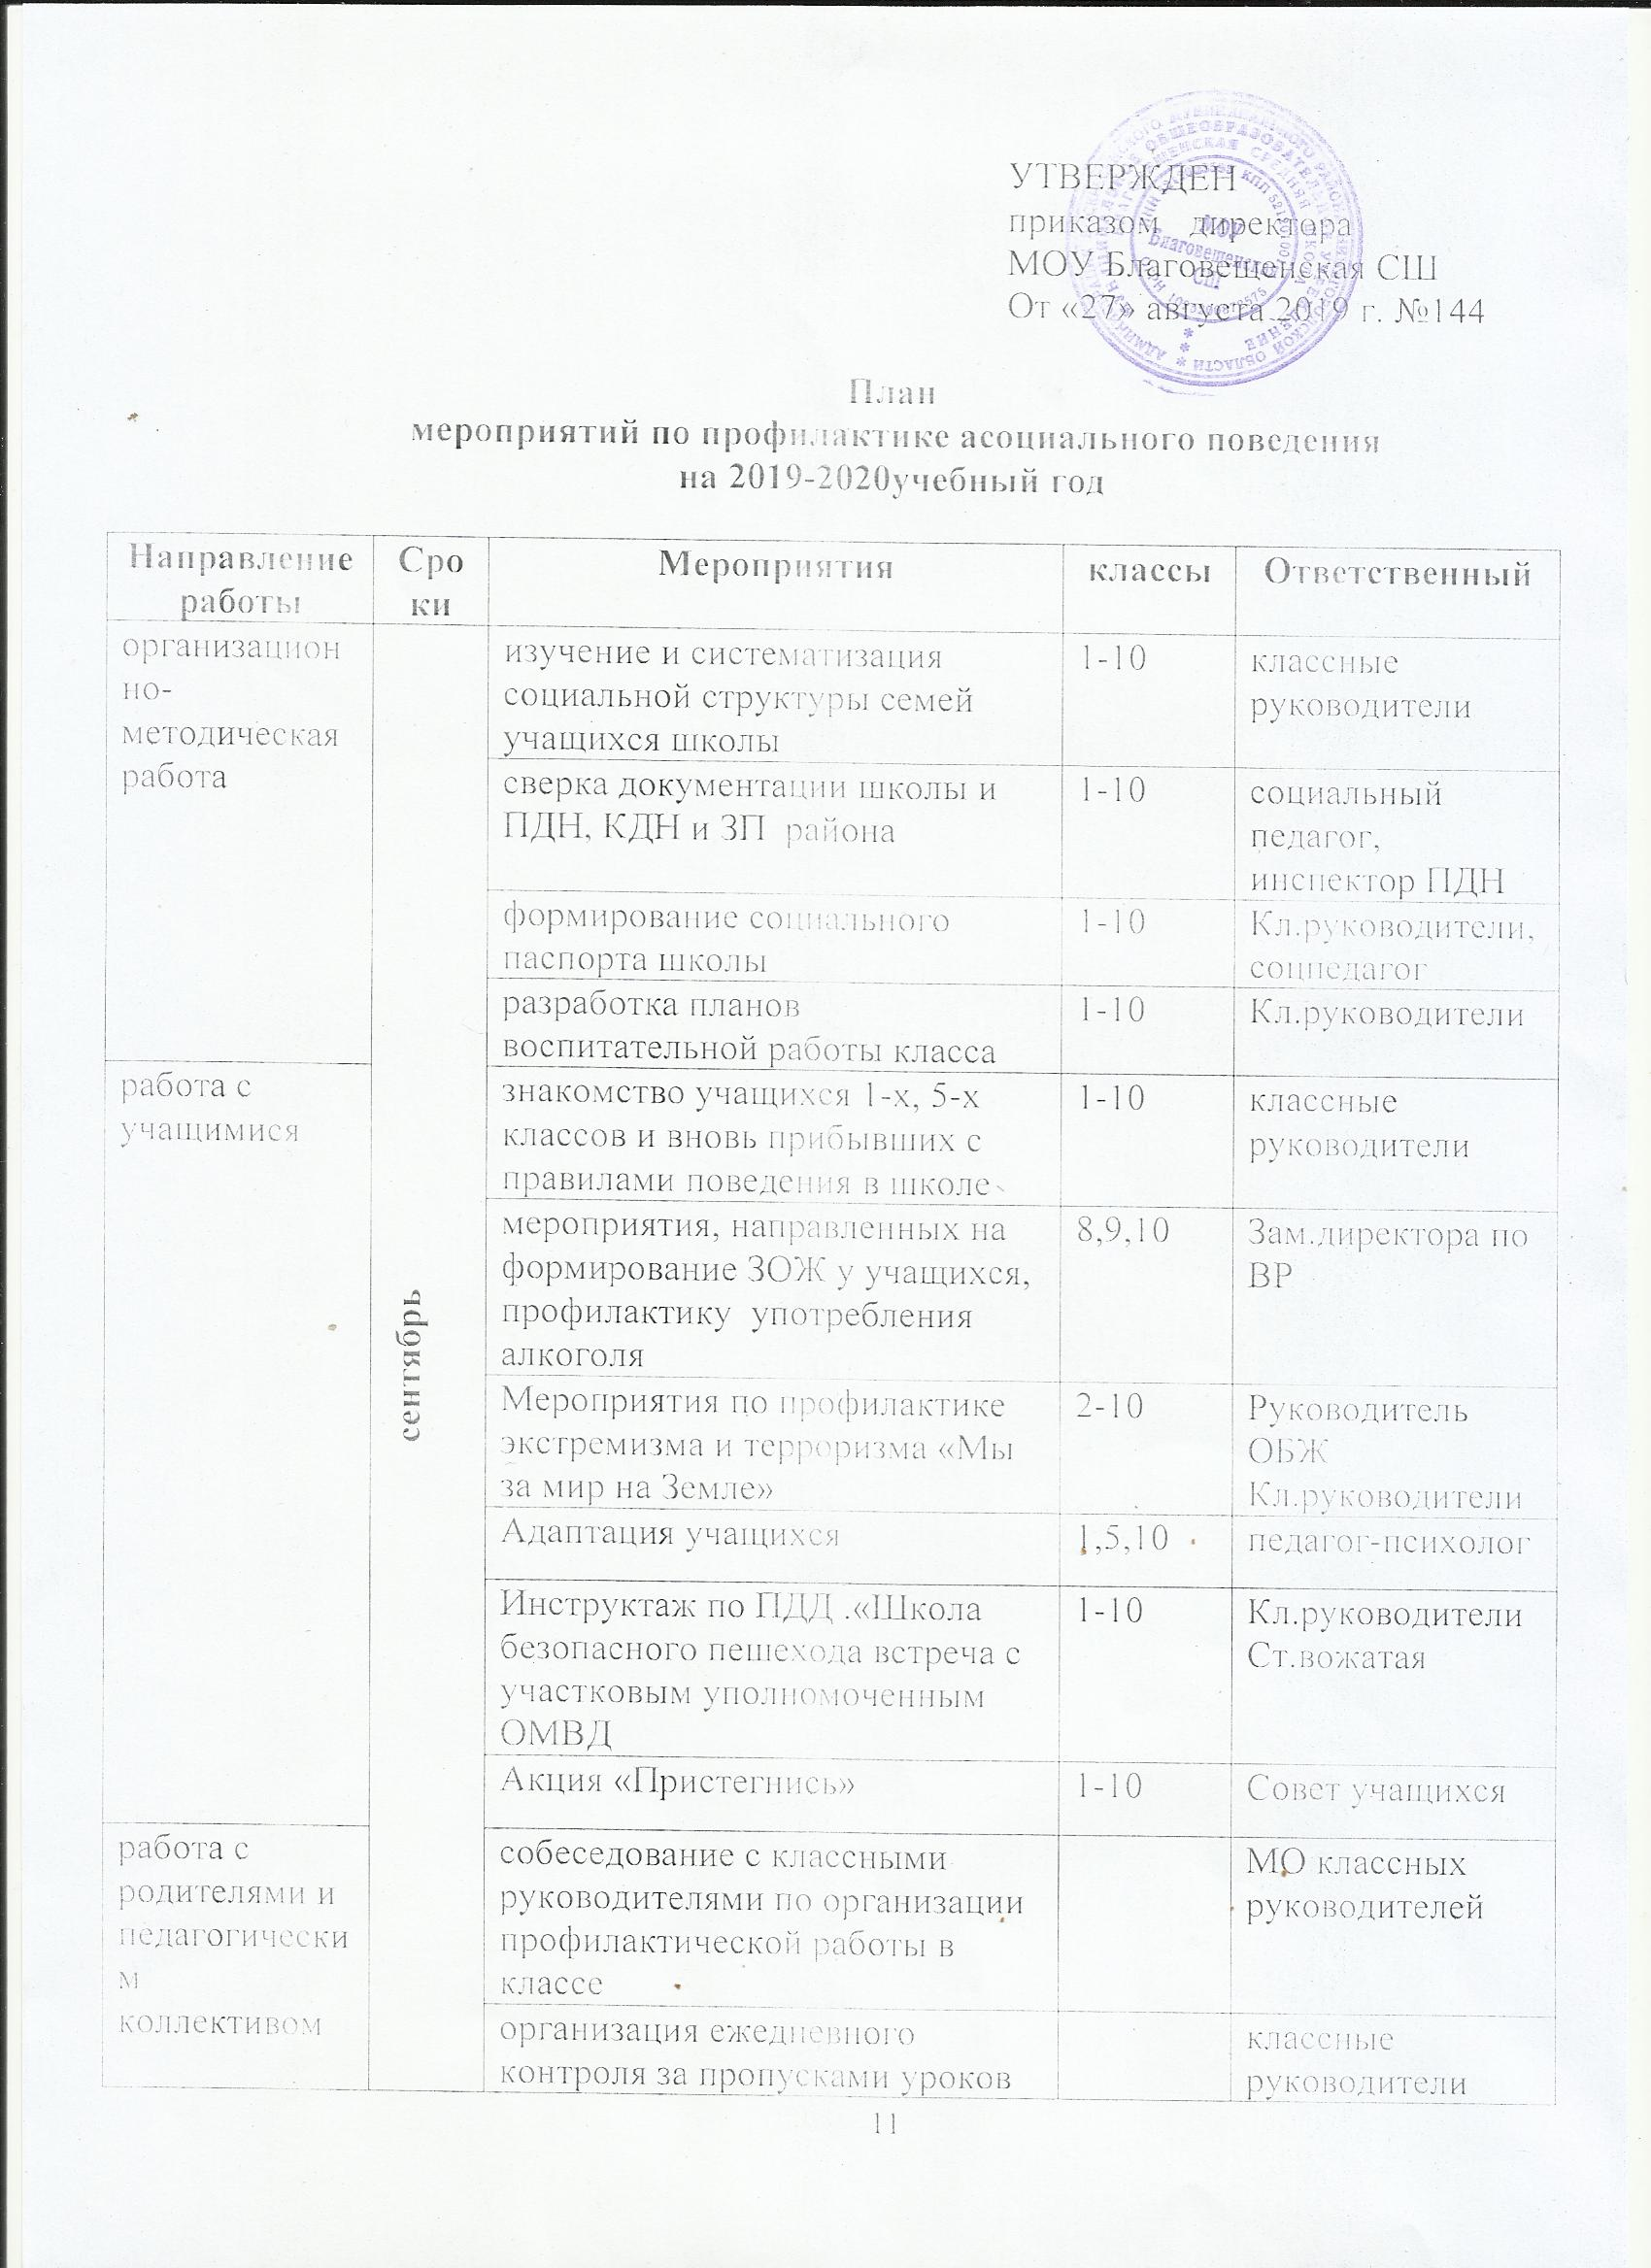 УТВЕРЖДЕН
приказом директора
МОУ Благовещенская СШ
От «27» августа 2019 г. №144
МОУ
Благовещенская
СШ
План
мероприятий по профилактике асоциального поведения
на 2019-2020учебный год
Направление
работы
Сро
ки
Мероприятия
классы
Ответственный
организацион
но-
методическая
работа
сентябрь
изучение и систематизация
социальной структуры семей
учащихся школы
1-10
классные
руководители
сверка документации школы и
ПДН, КДН и ЗП района
1-10
социальный
педагог,
инспектор ПДН
формирование социального
паспорта школы
1-10
Кл.руководители,
соцпедагог
разработка планов
воспитательной работы класса
1-10
Кл.руководители
работа с
учащимися
знакомство учащихся 1-х, 5-х
классов и вновь прибывших с
правилами поведения в школе
1-10
классные
руководители
мероприятия, направленных на
формирование ЗОЖ у учащихся,
профилактику употребления
алкоголя
8,9,10
Зам.директора по
ВР
Мероприятия по профилактике
экстремизма и терроризма «Мы
за мир на Земле»
2-10
Руководитель
ОБЖ
Кл.руководители
Адаптация учащихся
1,5,10
педагог-психолог
Инструктаж по ПДД .«Школа
безопасного пешехода встреча с
участковым уполномоченным
ОМВД
1-10
Кл.руководители
Ст.вожатая
Акция «Пристегнись»
1-10
Совет учащихся
работа с
родителями и
педагогически
м
коллективом
собеседование с классными
руководителями по организации
профилактической работы в
классе
МО классных
руководителей
организация ежедневного
контроля за пропусками уроков
классные
руководители
11